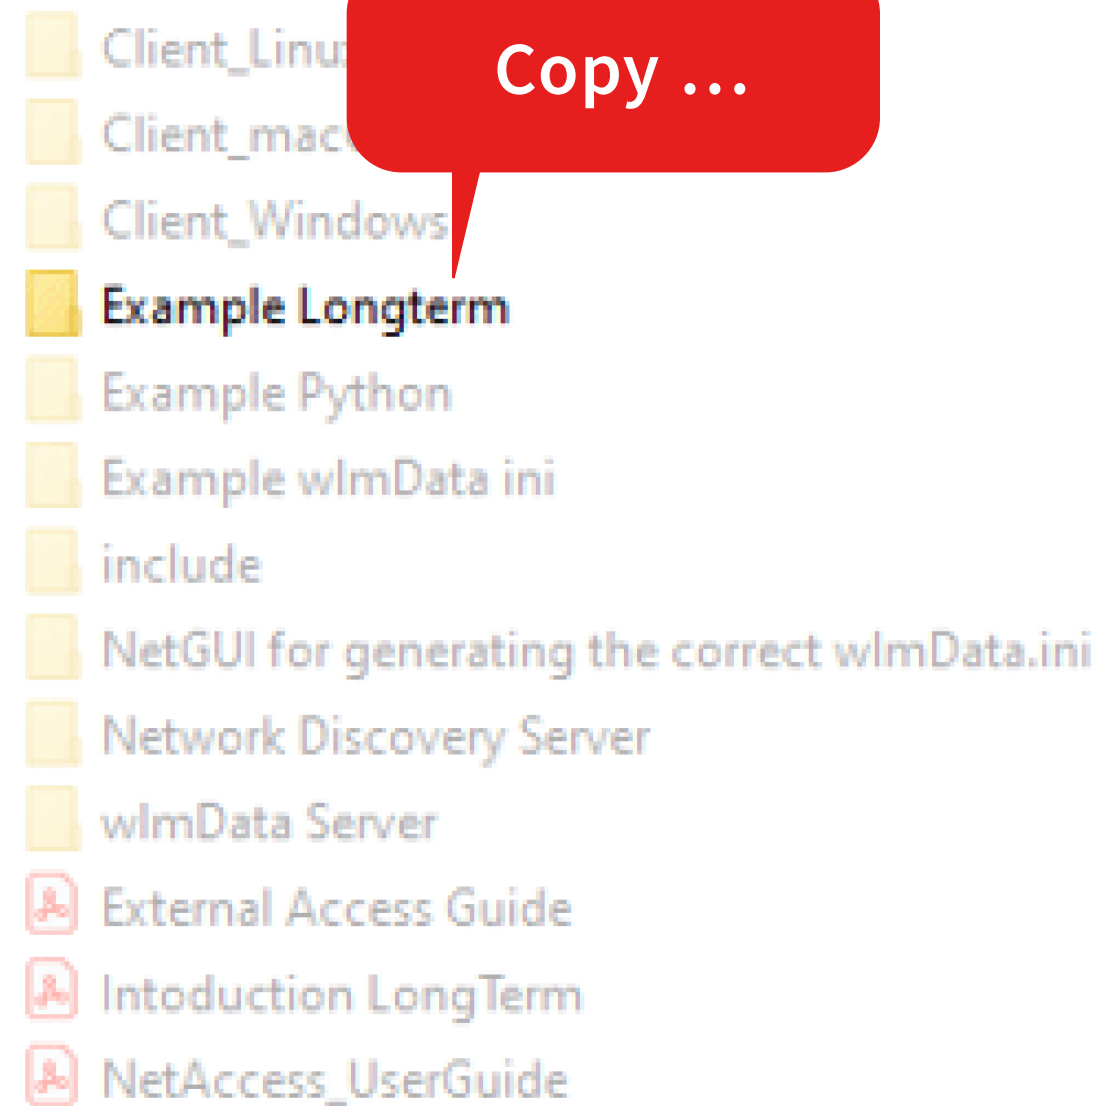 Copy ...
Client_Linu
Client_mac
Client_Windows
Example Longterm
Example Python
Example wlmData ini
include
NetGUI for generating the correct wlmData.ini
Network Discovery Server
wlmData Server
External Access Guide
Intoduction LongTerm
NetAccess_UserGuide